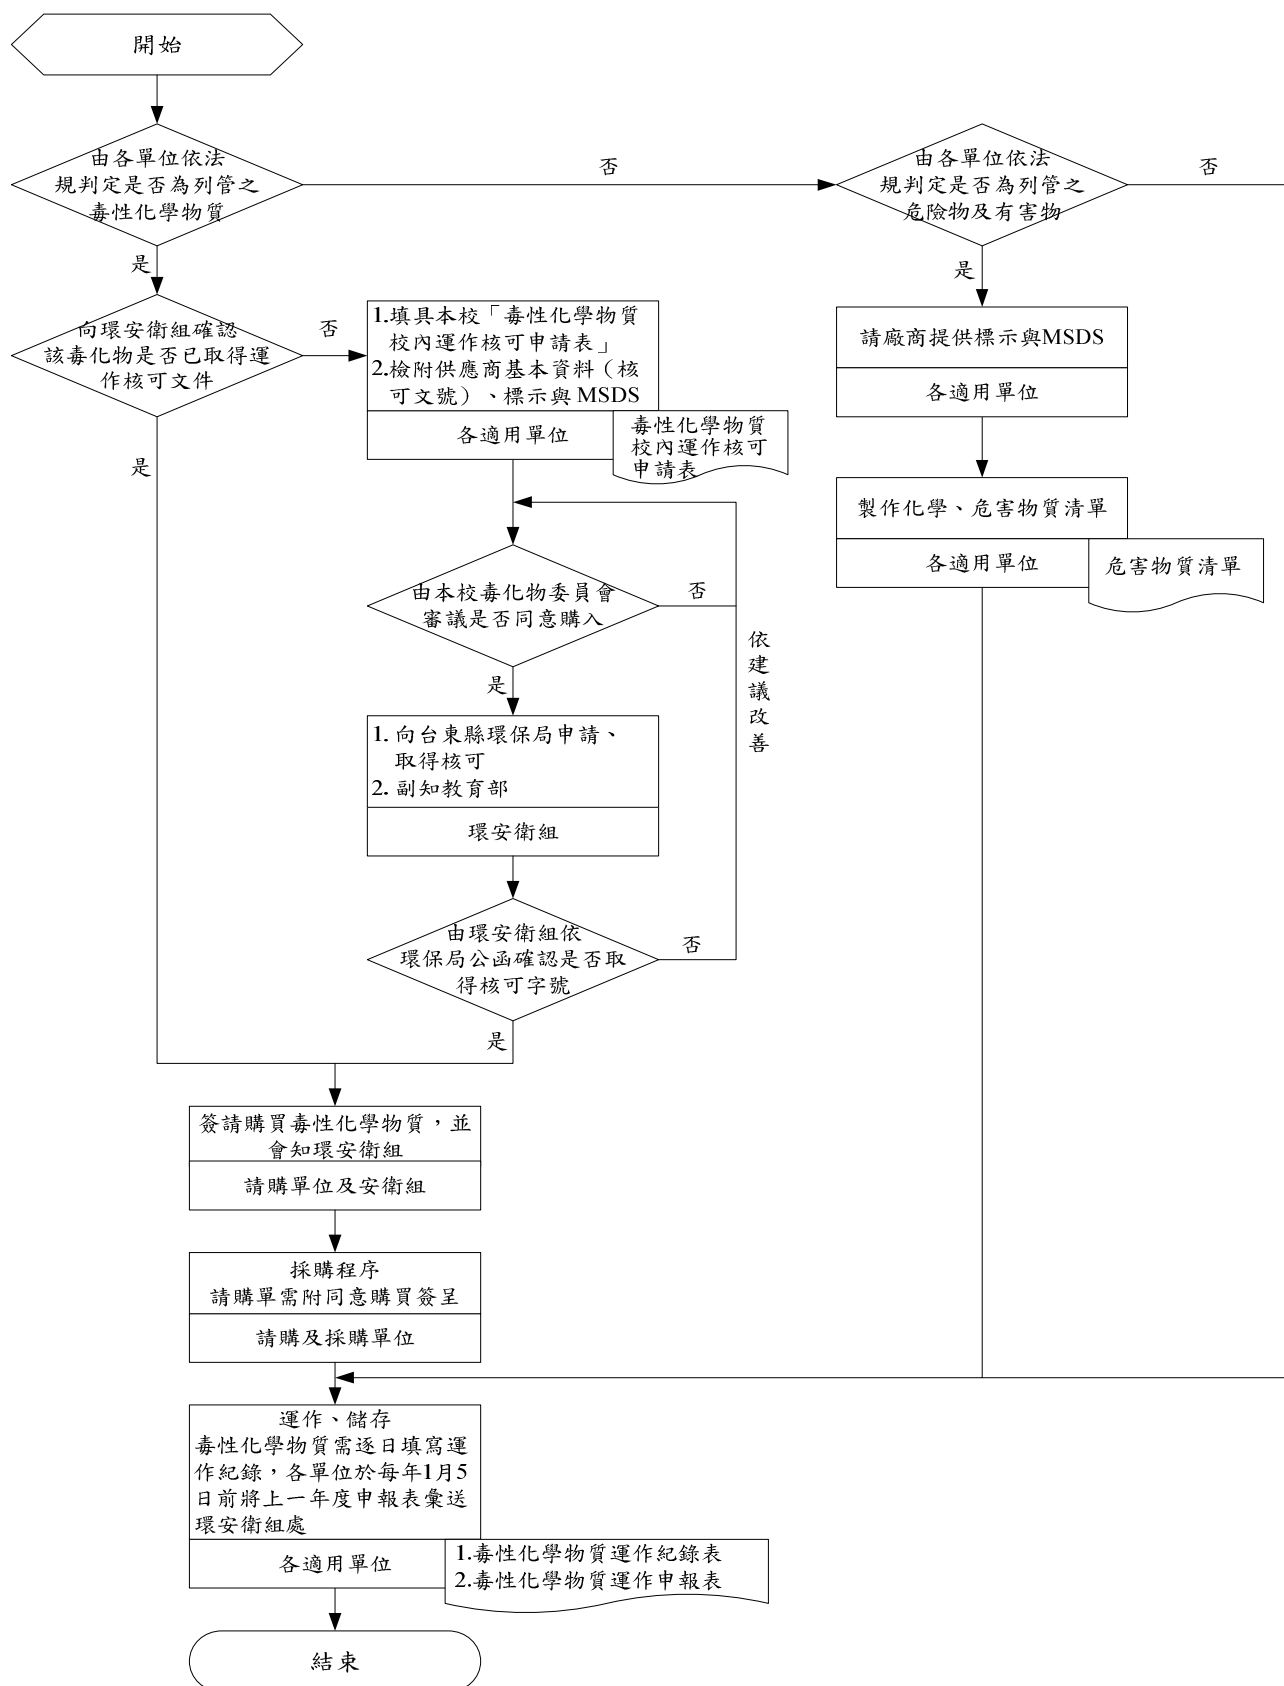 開始
由各單位依法
規判定是否為列管之
毒性化學物質
否
由各單位依法
規判定是否為列管之
危險物及有害物
否
是
是
向環安衛組確認
該毒化物是否已取得運
作核可文件
否
1.填具本校「毒性化學物質
校內運作核可申請表」
2.檢附供應商基本資料（核
可文號）、標示與 MSDS
各適用單位
毒性化學物質
校內運作核可
申請表
請廠商提供標示與MSDS
各適用單位
是
製作化學、危害物質清單
各適用單位
危害物質清單
由本校毒化物委員會
審議是否同意購入
否
依建議改善
是
1. 向台東縣環保局申請、
取得核可
2. 副知教育部
環安衛組
由環安衛組依
環保局公函確認是否取
得核可字號
否
是
簽請購買毒性化學物質，並
會知環安衛組
請購單位及安衛組
採購程序
請購單需附同意購買簽呈
請購及採購單位
運作、儲存
毒性化學物質需逐日填寫運
作紀錄，各單位於每年1月5
日前將上一年度申報表彙送
環安衛組處
各適用單位
1.毒性化學物質運作紀錄表
2.毒性化學物質運作申報表
結束